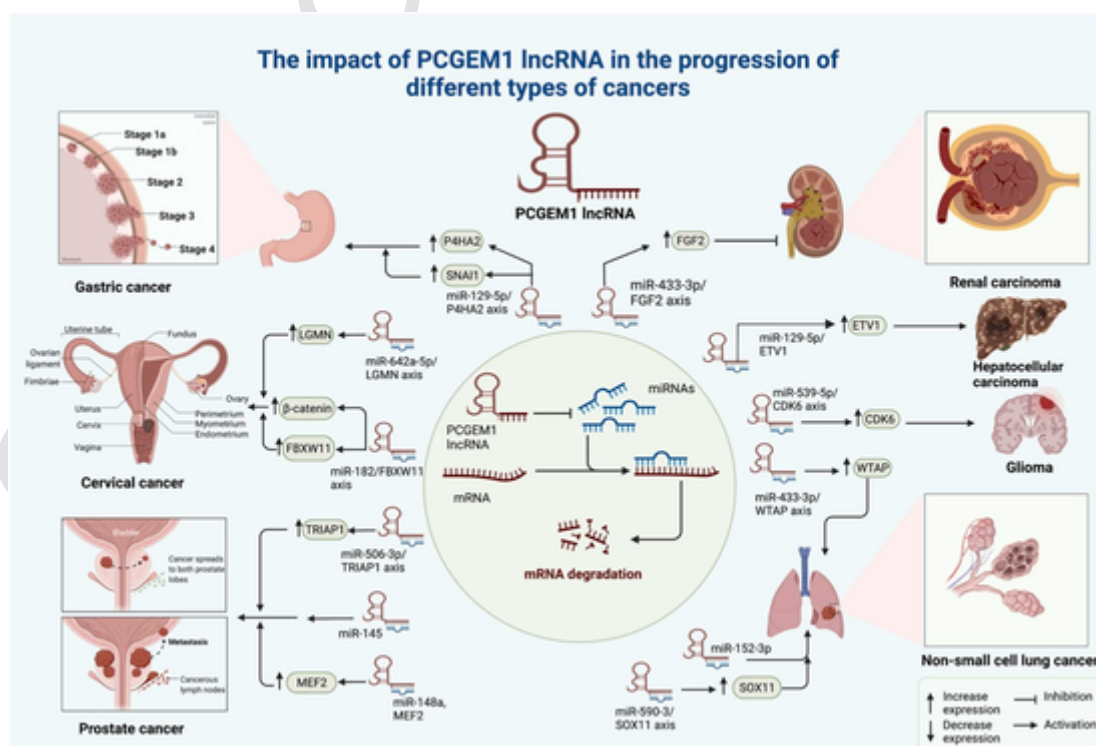 The impact of PCGEM1 lncRNA in the progression of
different types of cancers
Stage 1a
Stage 1b
Stage 2
Stage 3
Stage 4
Gastric cancer
PCGEM1 lncRNA
P4HA2
SNAI1
miR-129-5p/
P4HA2 axis
FGF2
miR-433-3p/
FGF2 axis
Renal carcinoma
Uterine tube
Fundus
Ovarian
ligament
Fimbriae
Ovary
Uterus
Perimetrium
Cervix
Myometrium
Endometrium
Vagina
Cervical cancer
LGMN
miR-642a-5p/
LGMN axis
β-catenin
FBXW11
miR-182/FBXW11
axis
miRNAs
PCGEM1
lncRNA
mRNA
mRNA degradation
miR-129-5p/
ETV1
ETV1
Hepatocellular
carcinoma
miR-539-5p/
CDK6 axis
CDK6
Glioma
miR-433-3p/
WTAP axis
WTAP
Bladder
Cancer spreads
to both prostate
lobes
Metastasis
Cancerous
lymph nodes
Prostate cancer
TRIAP1
miR-506-3p/
TRIAP1 axis
miR-145
MEF2
miR-148a,
MEF2
miR-152-3p
SOX11
miR-590-3/
SOX11 axis
Non-small cell lung cancer
Increase
expression
Inhibition
Decrease
expression
Activation